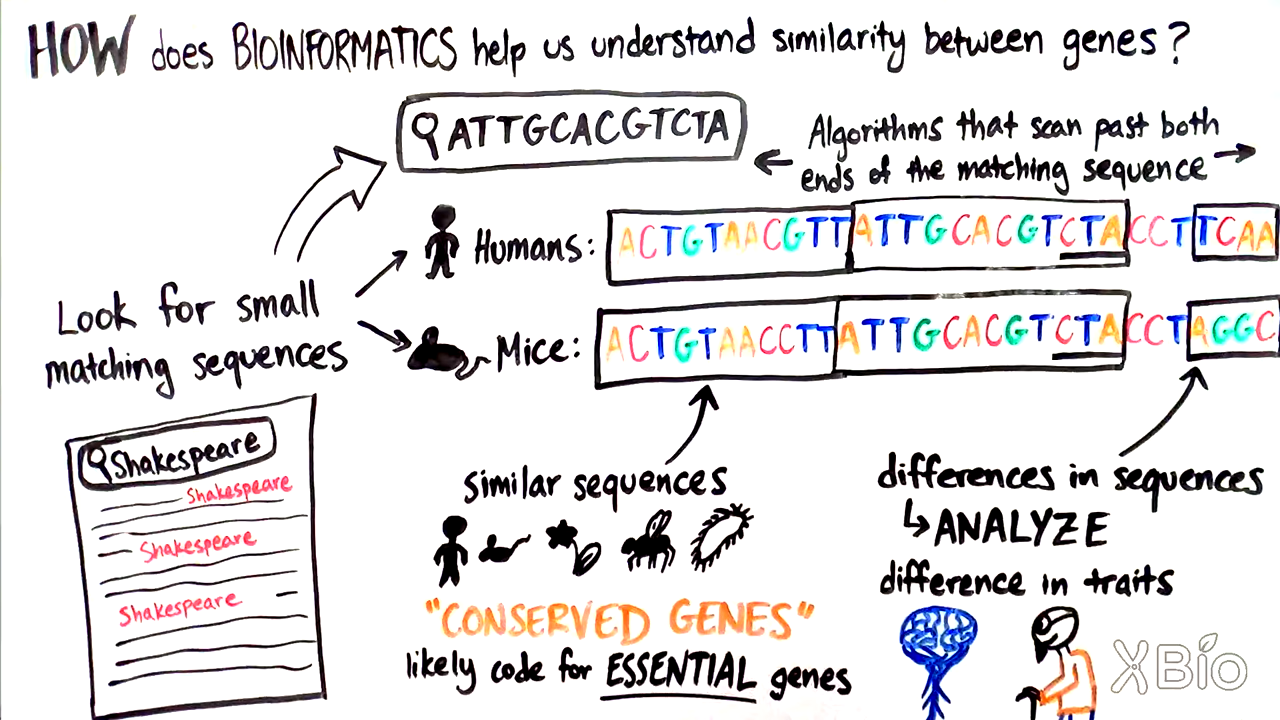 HOW does BIOINFORMATICS help us understand similarity between genes?
ATTGCACGTCTA
Algorithms that scan past both
ends of the matching sequence
Humans: ACTGTAACGTTATTGCACGTCTACCTTCAA
Look for small
matching sequences
Mice: ACTGTAACCTTATTGCACGTCTACCTAGGC
Shakespeare
Shakespeare
Shakespeare
Shakespeare
similar sequences
"CONSERVED GENES"
likely code for ESSENTIAL genes
differences in sequences
ANALYZE
difference in traits
XBio